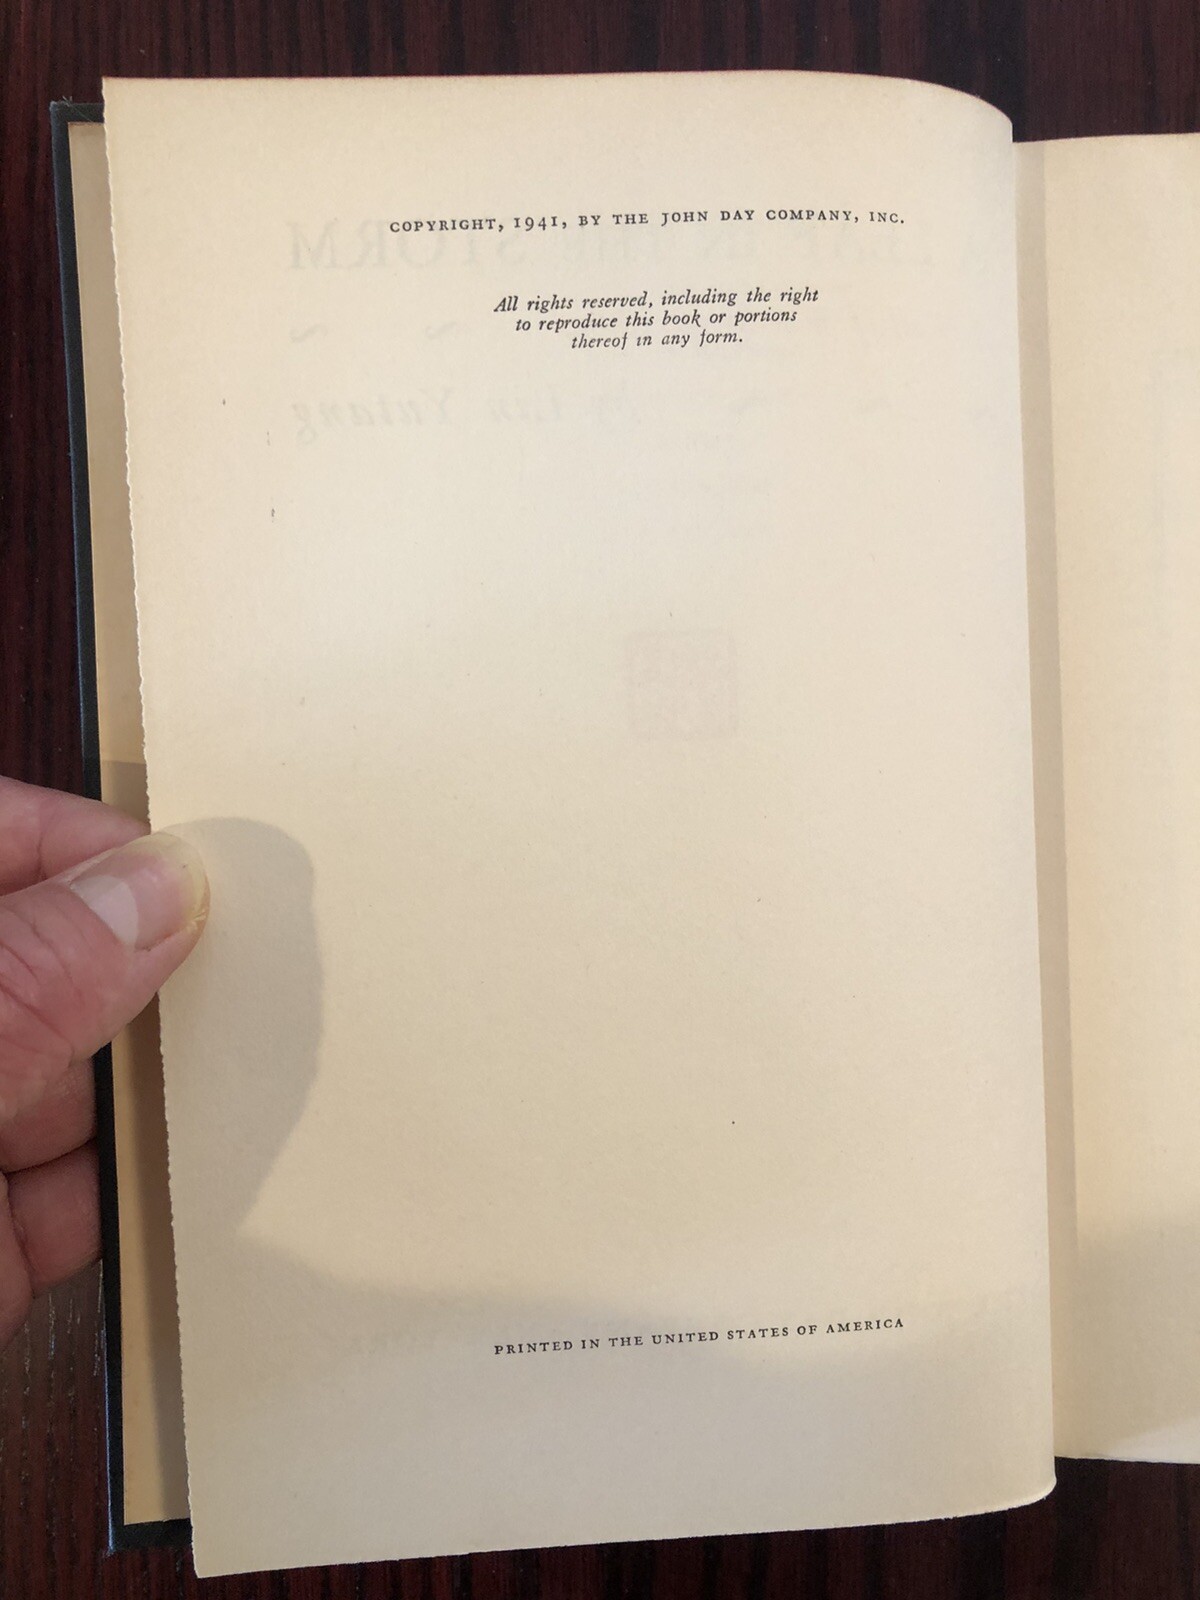 COPYRIGHT, 1941, BY THE JOHN DAY COMPANY, INC.
All rights reserved, including the right
to reproduce this book or portions
thereof in any form.
PRINTED IN THE UNITED STATES OF AMERICA